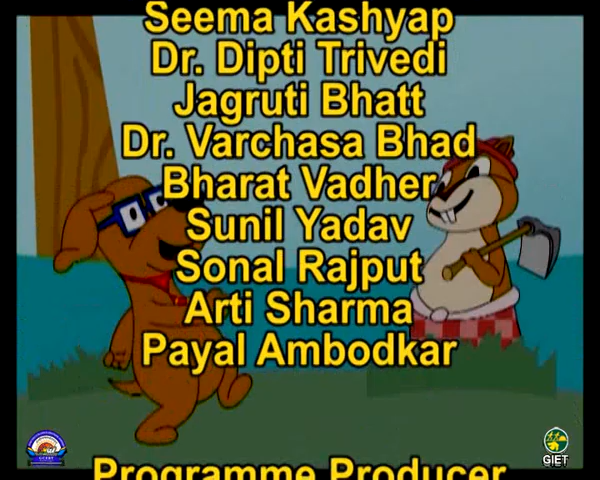 Seema Kashyap
Dr. Dipti Trivedi
Jagruti Bhatt
Dr. Varchasa Bhad
Bharat Vadher
Sunil Yadav
Sonal Rajput
Arti Sharma
Payal Ambodkar
Programme Producer
GIET